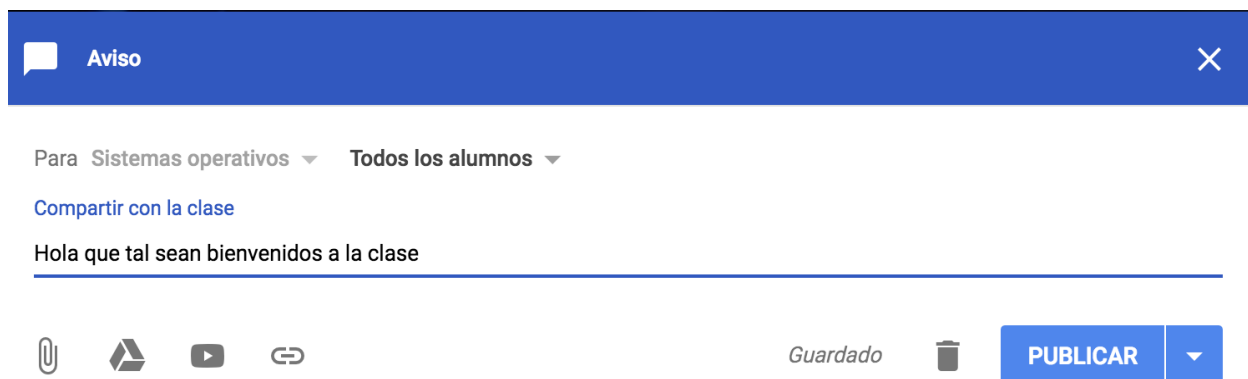 Aviso
Para Sistemas operativos Todos los alumnos
Compartir con la clase
Hola que tal sean bienvenidos a la clase
Guardado PUBLICAR